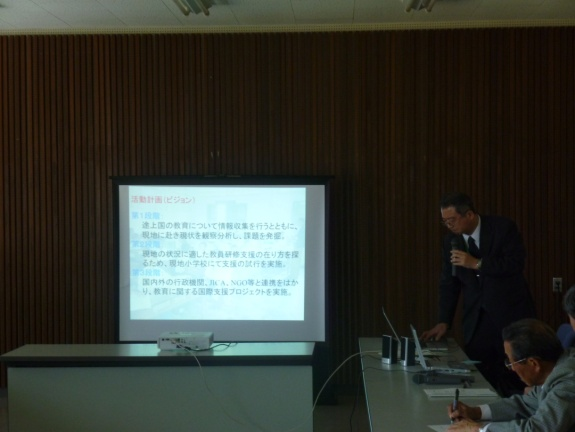 活動計画(ビジョン)
第1段階
途上国の教育について情報収集を行うとともに、
現地に赴き現状を観察分析し、課題を発掘。
第2段階
現地の状況に適した教員研修支援の在り方を探
るため、現地小学校にて支援の試行を実施。
第3段階
国内外の行政機関、JICA、NGO等と連携をはか
り、教育に関する国際支援プロジェクトを実施。